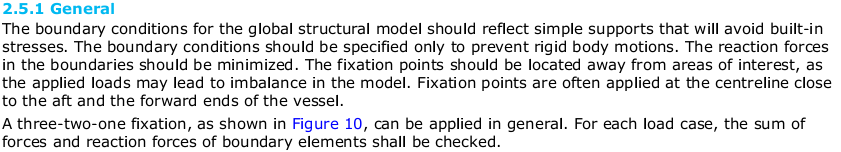 2.5.1 General
The boundary conditions for the global structural model should reflect simple supports that will avoid built-in
stresses. The boundary conditions should be specified only to prevent rigid body motions. The reaction forces
in the boundaries should be minimized. The fixation points should be located away from areas of interest, as
the applied loads may lead to imbalance in the model. Fixation points are often applied at the centreline close
to the aft and the forward ends of the vessel.
A three-two-one fixation, as shown in Figure 10, can be applied in general. For each load case, the sum of
forces and reaction forces of boundary elements shall be checked.